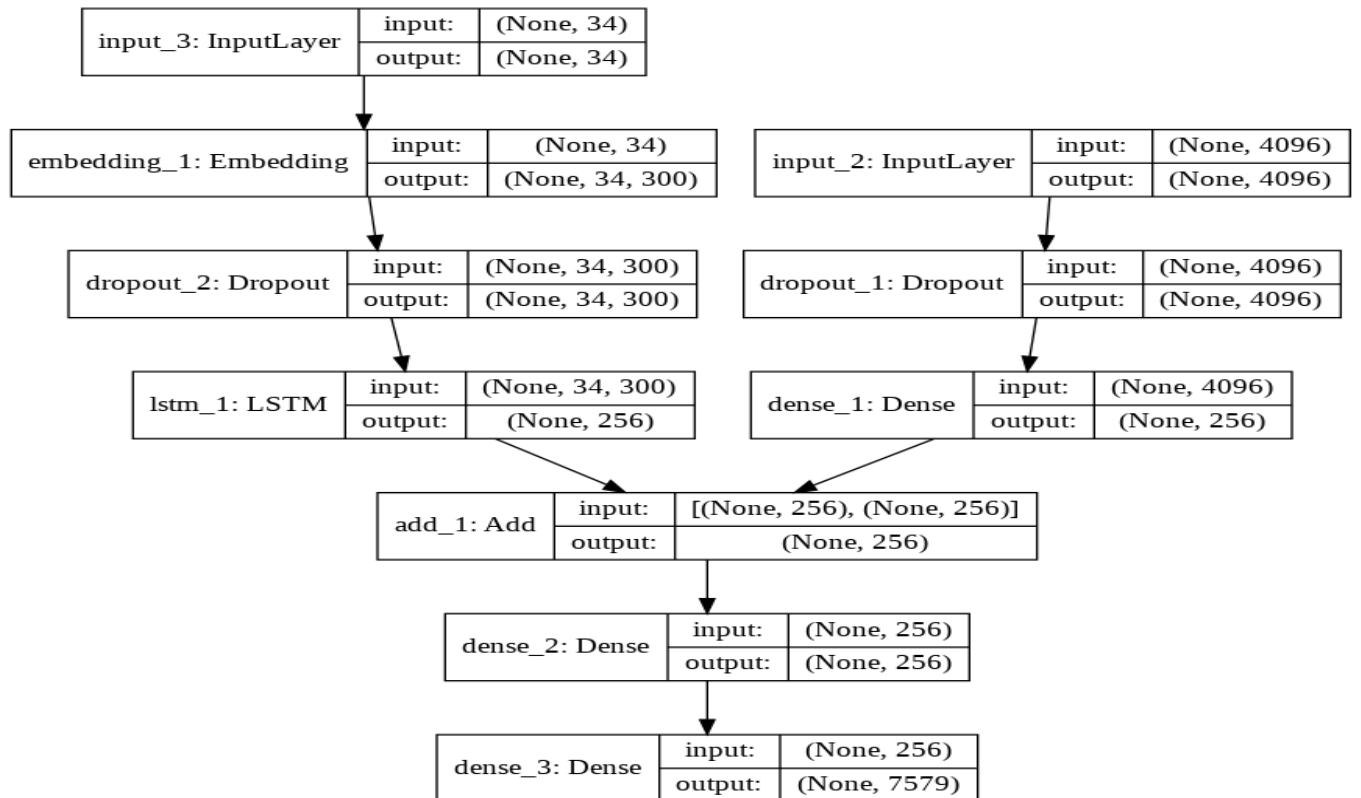 input_3: InputLayer
input: (None, 34)
output: (None, 34)
embedding_1: Embedding
input: (None, 34)
output: (None, 34, 300)
input_2: InputLayer
input: (None, 4096)
output: (None, 4096)
dropout_2: Dropout
input: (None, 34, 300)
output: (None, 34, 300)
dropout_1: Dropout
input: (None, 4096)
output: (None, 4096)
lstm_1: LSTM
input: (None, 34, 300)
output: (None, 256)
dense_1: Dense
input: (None, 4096)
output: (None, 256)
add_1: Add
input: [(None, 256), (None, 256)]
output: (None, 256)
dense_2: Dense
input: (None, 256)
output: (None, 256)
dense_3: Dense
input: (None, 256)
output: (None, 7579)